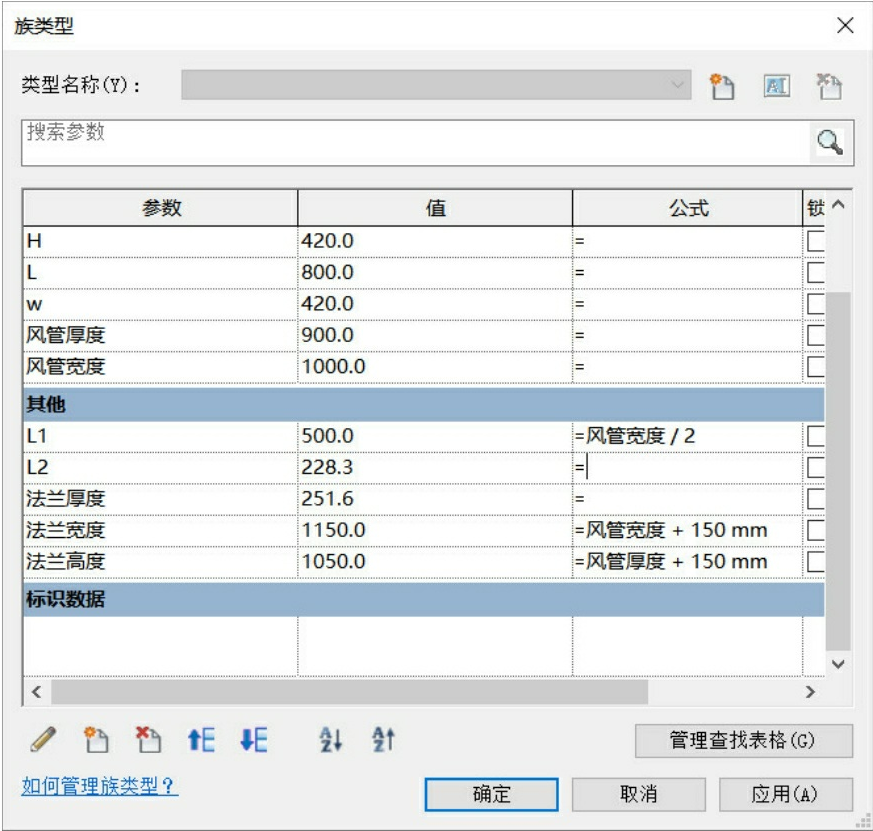 族类型
类型名称(Y):
搜索参数
参数 值 公式 锁
H 420.0 =
L 800.0 =
w 420.0 =
风管厚度 900.0 =
风管宽度 1000.0 =
其他
L1 500.0 =风管宽度 / 2
L2 228.3 =
法兰厚度 251.6 =
法兰宽度 1150.0 =风管宽度 + 150 mm
法兰高度 1050.0 =风管厚度 + 150 mm
标识数据
管理查找表格(G)
如何管理族类型?
确定 取消 应用(A)